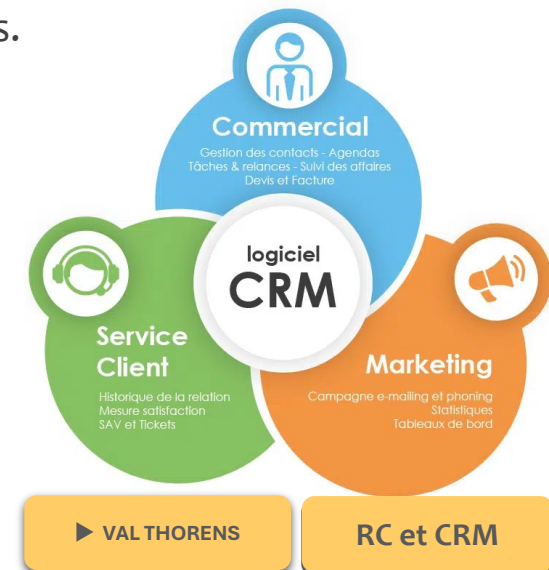 s.
Commercial
Gestion des contacts - Agendas
Tâches & relances - Suivi des affaires
Devis et Facture
logiciel
CRM
Service
Client
Historique de la relation
Mesure satisfaction
SAV et Tickets
Marketing
Campagne e-mailing et phoning
Statistiques
Tableaux de bord
▶ VAL THORENS
RC et CRM